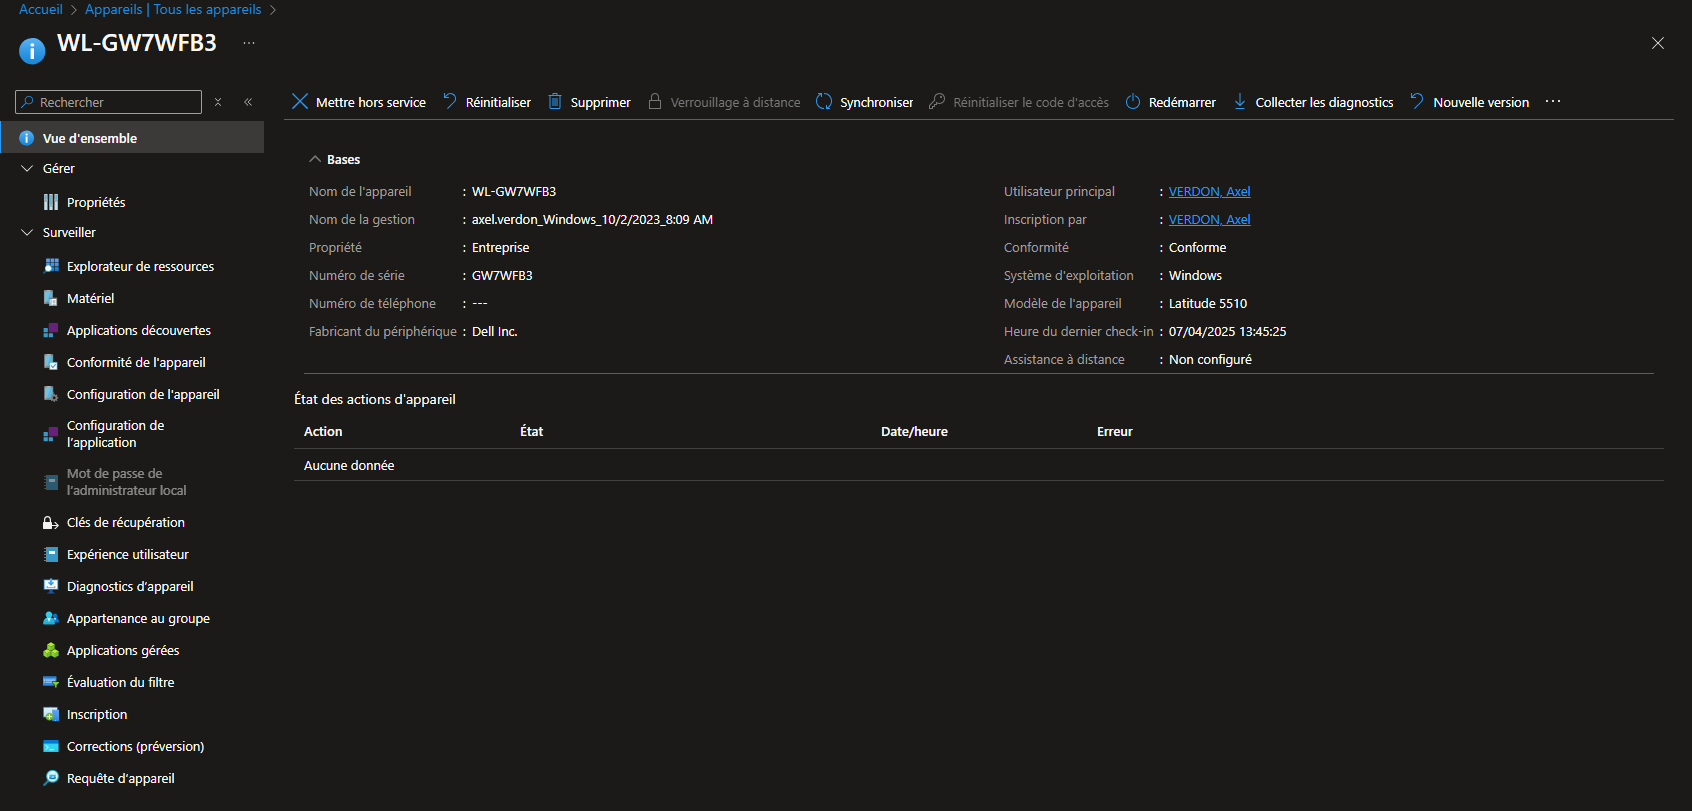 Accueil > Appareils | Tous les appareils >
WL-GW7WFB3 ...
Rechercher
Mettre hors service Réinitialiser Supprimer Verrouillage à distance Synchroniser Réinitialiser le code d'accès Redémarrer Collecter les diagnostics Nouvelle version ...
Vue d'ensemble
Gérer
Propriétés
Surveiller
Explorateur de ressources
Matériel
Applications découvertes
Conformité de l'appareil
Configuration de l'appareil
Configuration de
l'application
Mot de passe de
l'administrateur local
Clés de récupération
Expérience utilisateur
Diagnostics d'appareil
Appartenance au groupe
Applications gérées
Évaluation du filtre
Inscription
Corrections (préversion)
Requête d'appareil
Bases
Nom de l'appareil : WL-GW7WFB3
Nom de la gestion : axel.verdon_Windows_10/2/2023_8:09 AM
Propriété : Entreprise
Numéro de série : GW7WFB3
Numéro de téléphone : ---
Fabricant du périphérique : Dell Inc.
Utilisateur principal : VERDON, Axel
Inscription par : VERDON, Axel
Conformité : Conforme
Système d'exploitation : Windows
Modèle de l'appareil : Latitude 5510
Heure du dernier check-in : 07/04/2025 13:45:25
Assistance à distance : Non configuré
État des actions d'appareil
Action État Date/heure Erreur
Aucune donnée